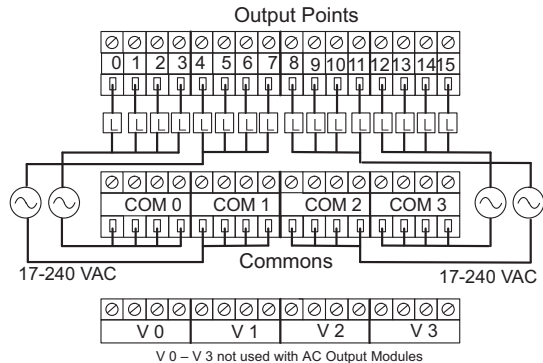 Output Points
0 1 2 3 4 5 6 7 8 9 10 11 12 13 14 15
L L L L L L L L L L L L L L L L
COM 0 COM 1 COM 2 COM 3
Commons
17-240 VAC 17-240 VAC
V 0 V 1 V 2 V 3
V 0 – V 3 not used with AC Output Modules